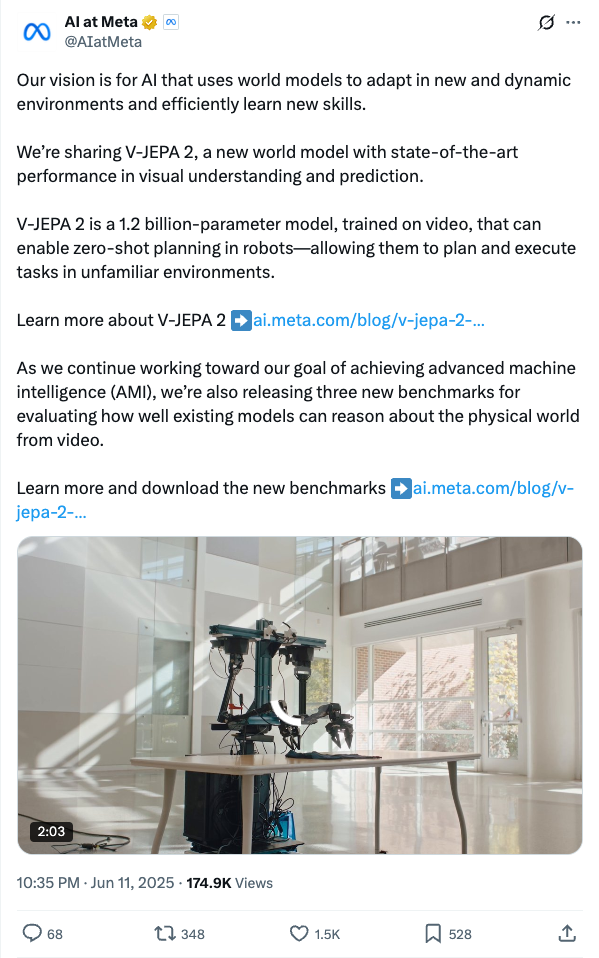 AI at Meta
@AIatMeta
Our vision is for AI that uses world models to adapt in new and dynamic
environments and efficiently learn new skills.
We’re sharing V-JEPA 2, a new world model with state-of-the-art
performance in visual understanding and prediction.
V-JEPA 2 is a 1.2 billion-parameter model, trained on video, that can
enable zero-shot planning in robots—allowing them to plan and execute
tasks in unfamiliar environments.
Learn more about V-JEPA 2 ➡️ai.meta.com/blog/v-jepa-2-…
As we continue working toward our goal of achieving advanced machine
intelligence (AMI), we’re also releasing three new benchmarks for
evaluating how well existing models can reason about the physical world
from video.
Learn more and download the new benchmarks ➡️ai.meta.com/blog/v-
jepa-2-…
2:03
10:35 PM · Jun 11, 2025 · 174.9K Views
68 348 1.5K 528